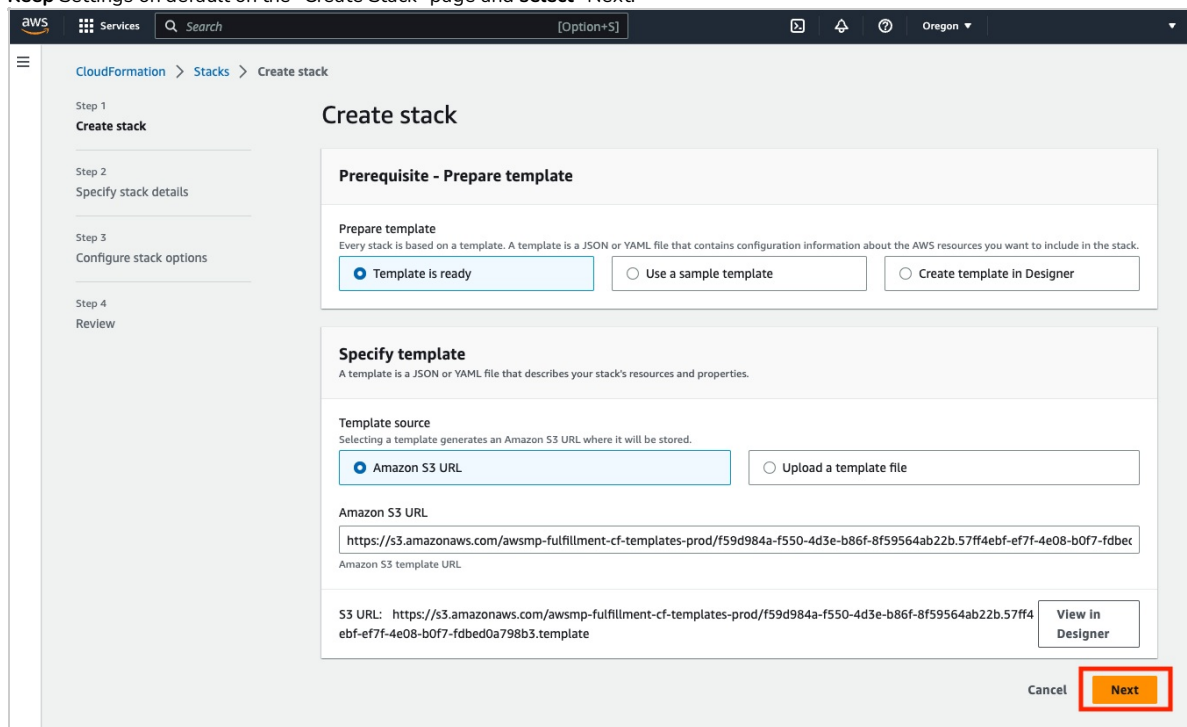 Keep Settings on default on the "Create Stack" page and select "Next."
aws Services Search [Option+S] Oregon
CloudFormation > Stacks > Create stack
Step 1
Create stack
Step 2
Specify stack details
Step 3
Configure stack options
Step 4
Review
Create stack
Prerequisite - Prepare template
Prepare template
Every stack is based on a template. A template is a JSON or YAML file that contains configuration information about the AWS resources you want to include in the stack.
Template is ready
Use a sample template
Create template in Designer
Specify template
A template is a JSON or YAML file that describes your stack's resources and properties.
Template source
Selecting a template generates an Amazon S3 URL where it will be stored.
Amazon S3 URL
Upload a template file
Amazon S3 URL
https://s3.amazonaws.com/awsmp-fulfillment-cf-templates-prod/f59d984a-f550-4d3e-b86f-8f59564ab22b.57ff4ebf-ef7f-4e08-b0f7-fdbec
Amazon S3 template URL
S3 URL: https://s3.amazonaws.com/awsmp-fulfillment-cf-templates-prod/f59d984a-f550-4d3e-b86f-8f59564ab22b.57ff4
ebf-ef7f-4e08-b0f7-fdbed0a798b3.template
View in
Designer
Cancel
Next